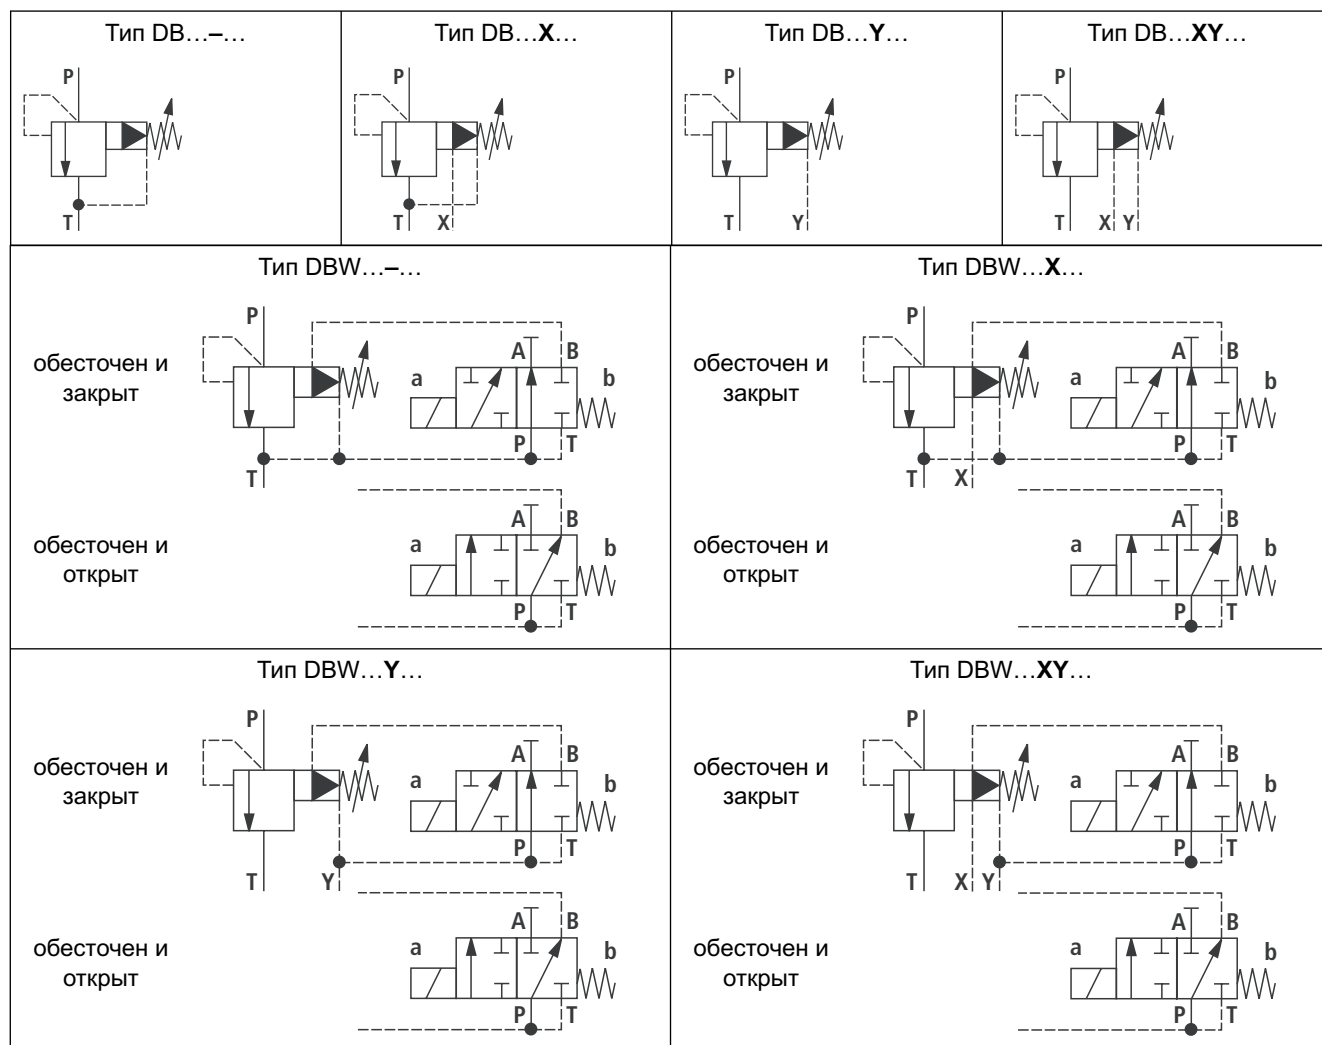 Тип DB…–…
Тип DB…X…
Тип DB…Y…
Тип DB…XY…
P
P
P
P
T
T X
T Y
T X Y
Тип DBW…–…
Тип DBW…X…
P
P
A B
A B
обесточен и
закрыт
a b
обесточен и
закрыт
a b
P T
P T
T
T X
A B
A B
обесточен и
открыт
a b
обесточен и
открыт
a b
P T
P T
Тип DBW…Y…
Тип DBW…XY…
P
P
A B
A B
обесточен и
закрыт
a b
обесточен и
закрыт
a b
P T
P T
T Y
T X Y
A B
A B
обесточен и
открыт
a b
обесточен и
открыт
a b
P T
P T